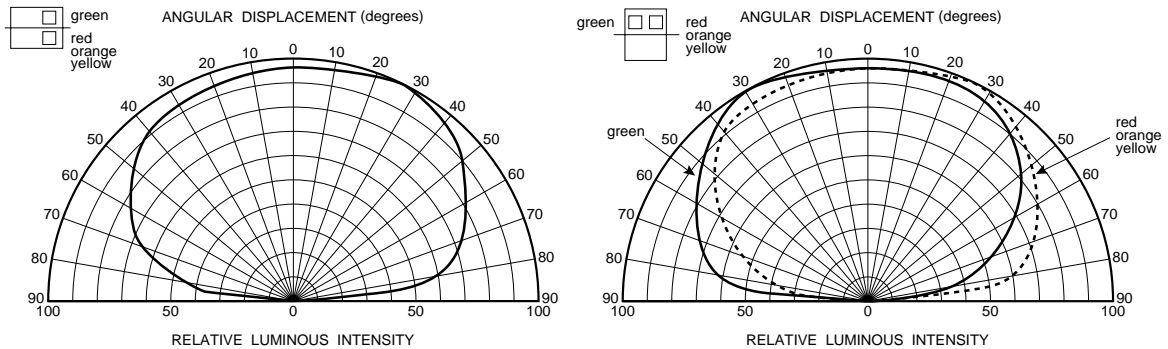 green
red
orange
yellow
ANGULAR DISPLACEMENT (degrees)
0
10 10
20 20
30 30
40 40
50 50
60 60
70 70
80 80
90 90
100 50 0 50 100
RELATIVE LUMINOUS INTENSITY
green
red
orange
yellow
ANGULAR DISPLACEMENT (degrees)
0
10 10
20 20
30 30
40 40
50 50
60 60
70 70
80 80
90 90
green
red
orange
yellow
100 50 0 50 100
RELATIVE LUMINOUS INTENSITY